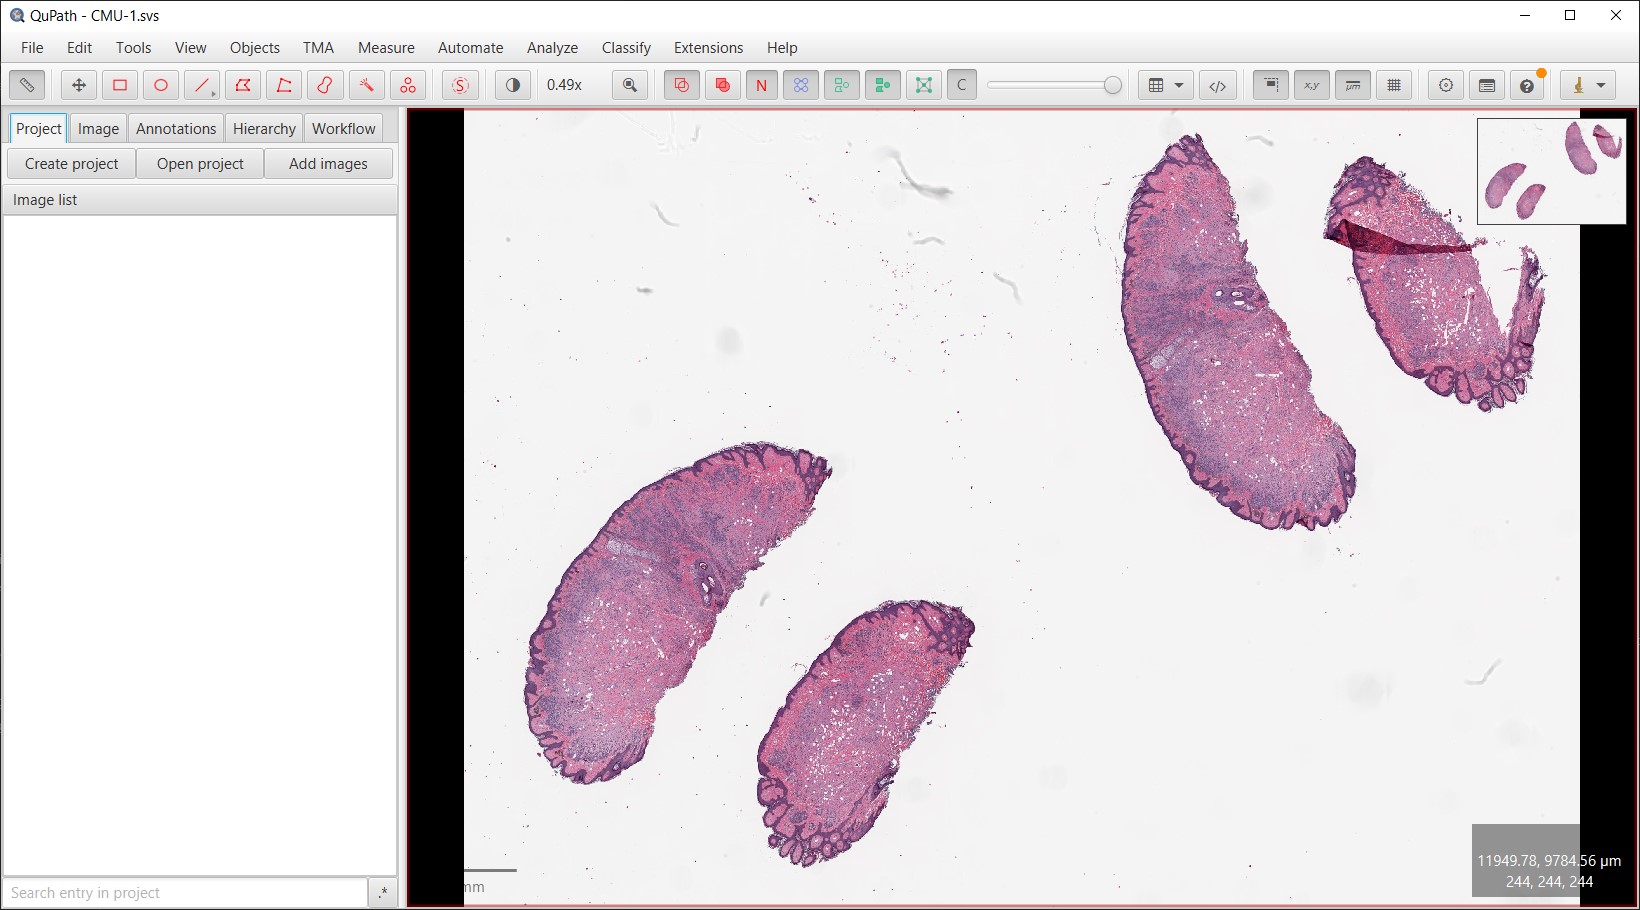 QuPath - CMU-1.svs
File Edit Tools View Objects TMA Measure Automate Analyze Classify Extensions Help
S 0.49x N C </> x,y µm ?
Project Image Annotations Hierarchy Workflow
Create project Open project Add images
Image list
11949.78, 9784.56 µm
244, 244, 244
mm
Search entry in project .*